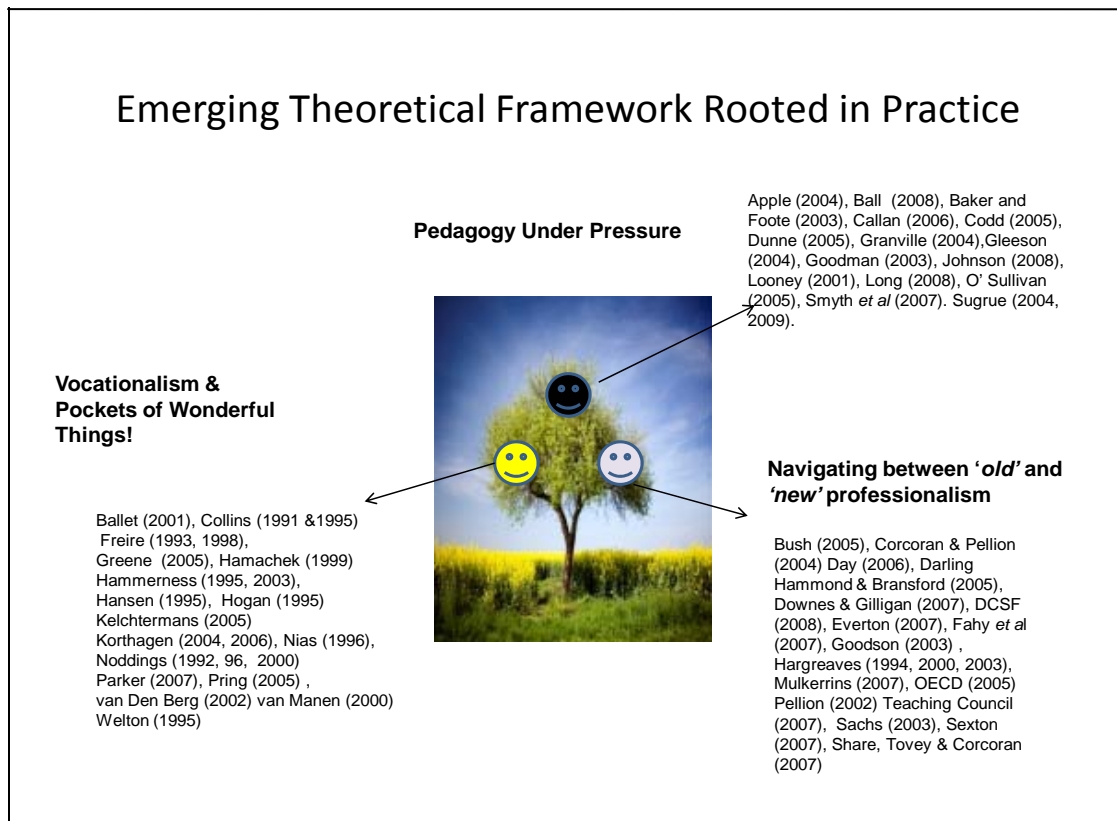 Emerging Theoretical Framework Rooted in Practice
Pedagogy Under Pressure
Apple (2004), Ball (2008), Baker and
Foote (2003), Callan (2006), Codd (2005),
Dunne (2005), Granville (2004),Gleeson
(2004), Goodman (2003), Johnson (2008),
Looney (2001), Long (2008), O’ Sullivan
(2005), Smyth et al (2007). Sugrue (2004,
2009).
Vocationalism &
Pockets of Wonderful
Things!
Ballet (2001), Collins (1991 &1995)
Freire (1993, 1998),
Greene (2005), Hamachek (1999)
Hammerness (1995, 2003),
Hansen (1995), Hogan (1995)
Kelchtermans (2005)
Korthagen (2004, 2006), Nias (1996),
Noddings (1992, 96, 2000)
Parker (2007), Pring (2005) ,
van Den Berg (2002) van Manen (2000)
Welton (1995)
Navigating between ‘old’ and
‘new’ professionalism
Bush (2005), Corcoran & Pellion
(2004) Day (2006), Darling
Hammond & Bransford (2005),
Downes & Gilligan (2007), DCSF
(2008), Everton (2007), Fahy et al
(2007), Goodson (2003) ,
Hargreaves (1994, 2000, 2003),
Mulkerrins (2007), OECD (2005)
Pellion (2002) Teaching Council
(2007), Sachs (2003), Sexton
(2007), Share, Tovey & Corcoran
(2007)